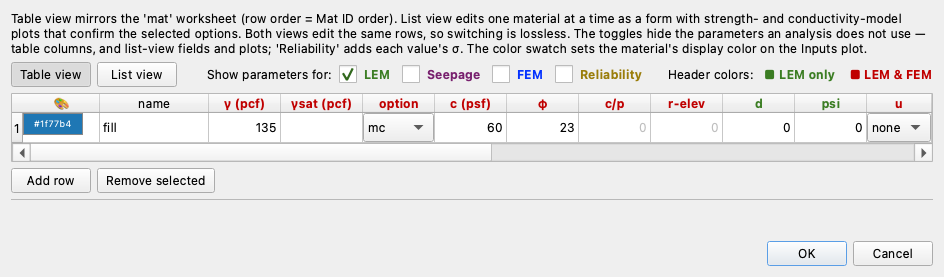 Table view mirrors the 'mat' worksheet (row order = Mat ID order). List view edits one material at a time as a form with strength- and conductivity-model
plots that confirm the selected options. Both views edit the same rows, so switching is lossless. The toggles hide the parameters an analysis does not use —
table columns, and list-view fields and plots; 'Reliability' adds each value's σ. The color swatch sets the material's display color on the Inputs plot.
Table view List view Show parameters for: LEM Seepage FEM Reliability Header colors: LEM only LEM & FEM
name γ (pcf) γsat (pcf) option c (psf) ϕ c/p r-elev d psi u
1 #1f77b4 fill 135 mc 60 23 0 0 0 0 none
Add row Remove selected
OK Cancel